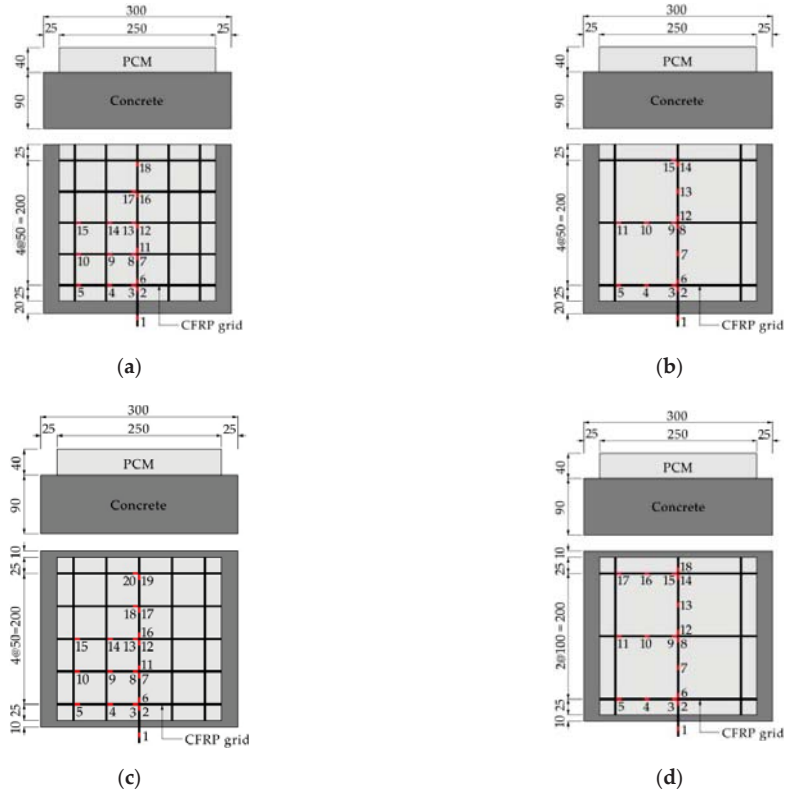 300
25 250 25
40
PCM
90
Concrete
25
18
17 16
4@50 = 200
15 14 13 12
11
10 9 8 7
6
5 4 3 2
20 25
CFRP grid
1
(a)
300
25 250 25
40
PCM
90
Concrete
25
15 14
13
4@50 = 200
12
11 10 9 8
7
6
5 4 3 2
20 25
CFRP grid
1
(b)
300
25 250 25
40
PCM
90
Concrete
10
25
20 19
18 17
4@50=200
16
15 14 13 12
11
10 9 8 7
6
5 4 3 2
10 25
CFRP grid
1
(c)
300
25 250 25
40
PCM
90
Concrete
10
25
18
17 16 15 14
13
2@100 = 200
12
11 10 9 8
7
6
5 4 3 2
10 25
CFRP grid
1
(d)